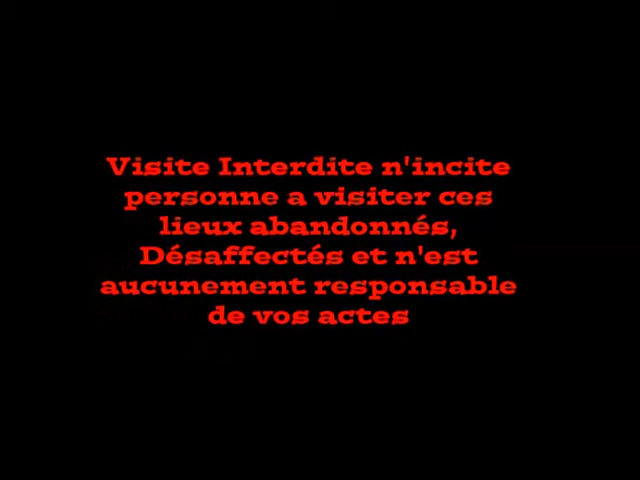 Visite Interdite n'incite
personne a visiter ces
lieux abandonnés,
Désaffectés et n'est
aucunement responsable
de vos actes